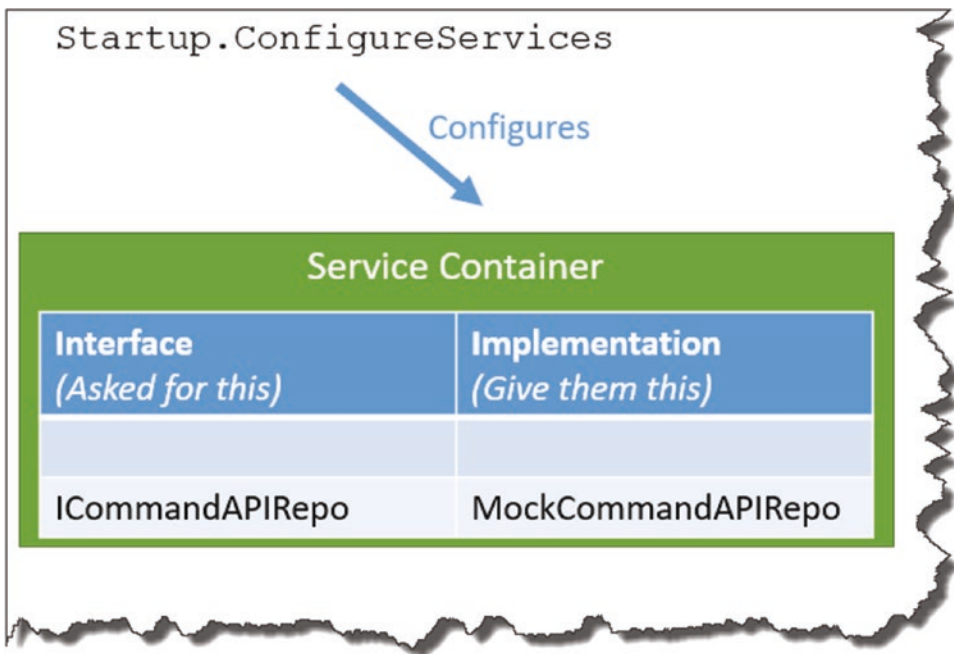 Startup.ConfigureServices
Configures
Service Container
Interface
(Asked for this)
Implementation
(Give them this)
ICommandAPIRepo
MockCommandAPIRepo